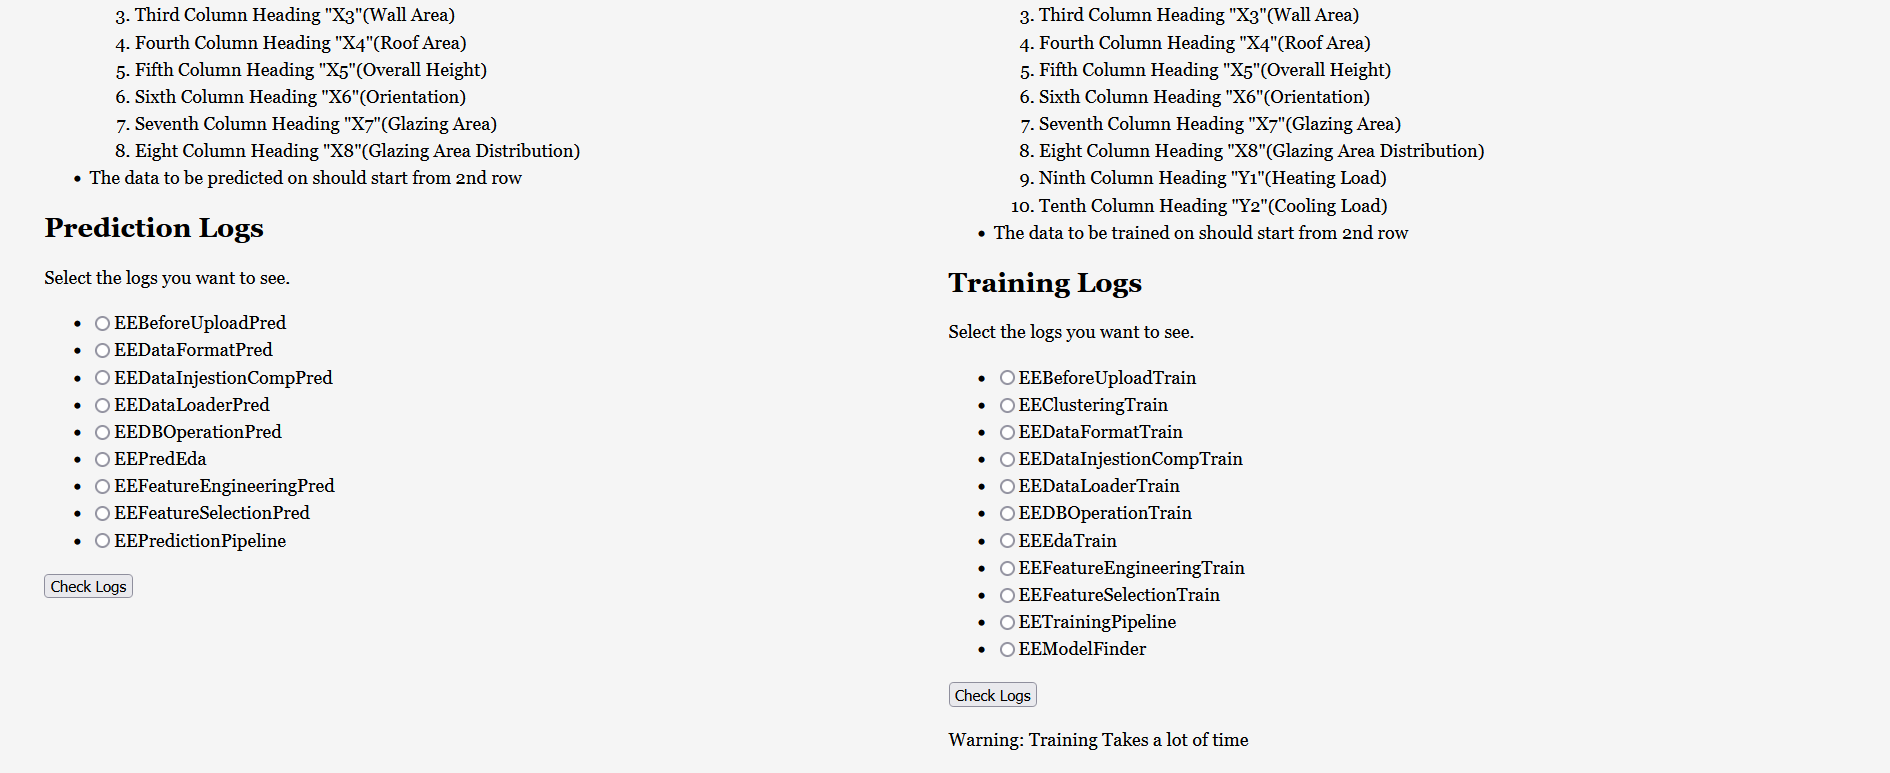 3. Third Column Heading "X3"(Wall Area)
4. Fourth Column Heading "X4"(Roof Area)
5. Fifth Column Heading "X5"(Overall Height)
6. Sixth Column Heading "X6"(Orientation)
7. Seventh Column Heading "X7"(Glazing Area)
8. Eight Column Heading "X8"(Glazing Area Distribution)
• The data to be predicted on should start from 2nd row
Prediction Logs
Select the logs you want to see.
• EEBeforeUploadPred
• EEDataFormatPred
• EEDataInjestionCompPred
• EEDataLoaderPred
• EEDBOperationPred
• EEPredEda
• EEFeatureEngineeringPred
• EEFeatureSelectionPred
• EEPredictionPipeline
Check Logs
3. Third Column Heading "X3"(Wall Area)
4. Fourth Column Heading "X4"(Roof Area)
5. Fifth Column Heading "X5"(Overall Height)
6. Sixth Column Heading "X6"(Orientation)
7. Seventh Column Heading "X7"(Glazing Area)
8. Eight Column Heading "X8"(Glazing Area Distribution)
9. Ninth Column Heading "Y1"(Heating Load)
10. Tenth Column Heading "Y2"(Cooling Load)
• The data to be trained on should start from 2nd row
Training Logs
Select the logs you want to see.
• EEBeforeUploadTrain
• EEClusteringTrain
• EEDataFormatTrain
• EEDataInjestionCompTrain
• EEDataLoaderTrain
• EEDBOperationTrain
• EEEdaTrain
• EEFeatureEngineeringTrain
• EEFeatureSelectionTrain
• EETrainingPipeline
• EEModelFinder
Check Logs
Warning: Training Takes a lot of time